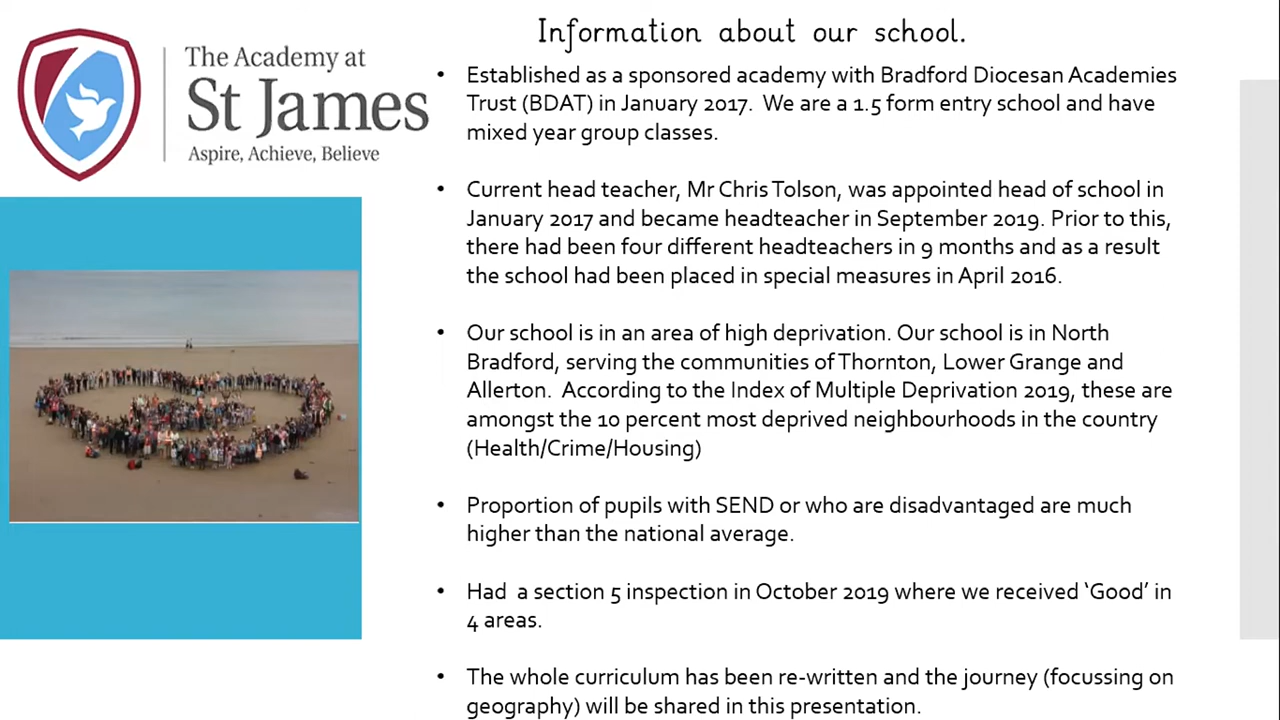 The Academy at
St James
Aspire, Achieve, Believe
Information about our school.
• Established as a sponsored academy with Bradford Diocesan Academies
Trust (BDAT) in January 2017.  We are a 1.5 form entry school and have
mixed year group classes.
• Current head teacher, Mr Chris Tolson, was appointed head of school in
January 2017 and became headteacher in September 2019. Prior to this,
there had been four different headteachers in 9 months and as a result
the school had been placed in special measures in April 2016.
• Our school is in an area of high deprivation. Our school is in North
Bradford, serving the communities of Thornton, Lower Grange and
Allerton.  According to the Index of Multiple Deprivation 2019, these are
amongst the 10 percent most deprived neighbourhoods in the country
(Health/Crime/Housing)
• Proportion of pupils with SEND or who are disadvantaged are much
higher than the national average.
• Had  a section 5 inspection in October 2019 where we received ‘Good’ in
4 areas.
• The whole curriculum has been re-written and the journey (focussing on
geography) will be shared in this presentation.